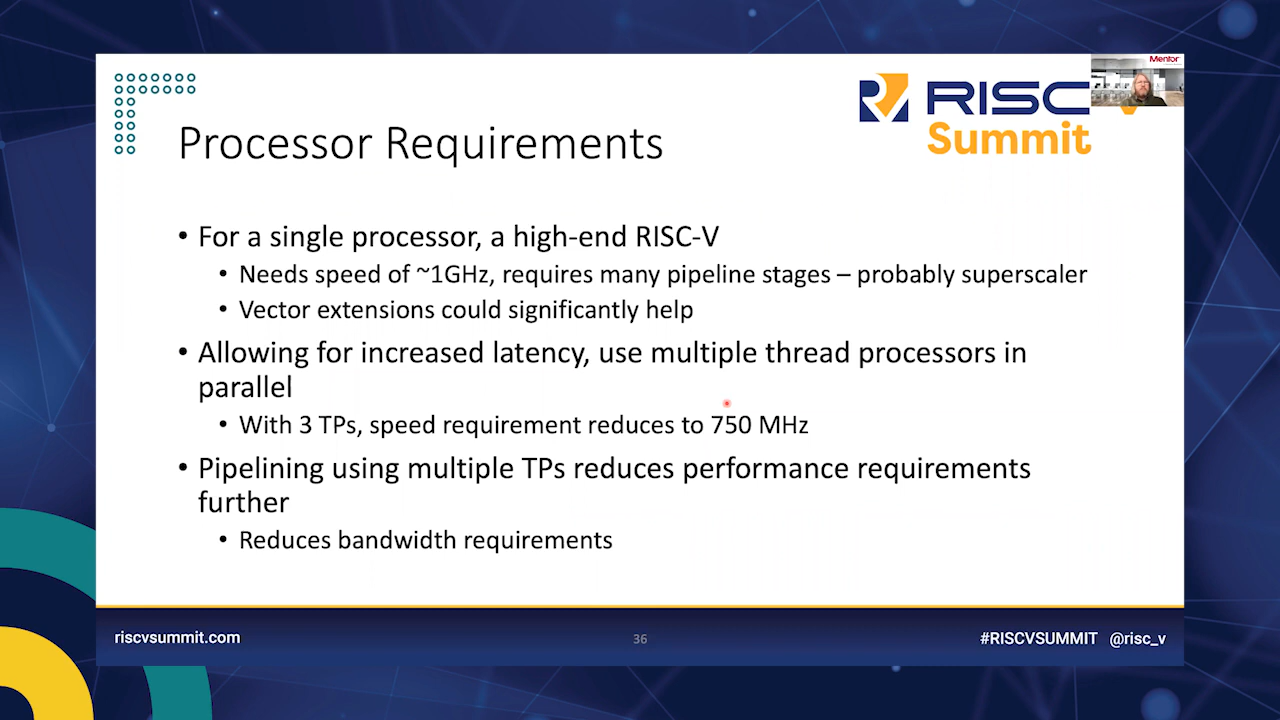 Mentor
RISC
Summit
Processor Requirements
• For a single processor, a high-end RISC-V
• Needs speed of ~1GHz, requires many pipeline stages – probably superscaler
• Vector extensions could significantly help
• Allowing for increased latency, use multiple thread processors in
parallel
• With 3 TPs, speed requirement reduces to 750 MHz
• Pipelining using multiple TPs reduces performance requirements
further
• Reduces bandwidth requirements
riscvsummit.com
36
#RISCVSUMMIT @risc_v